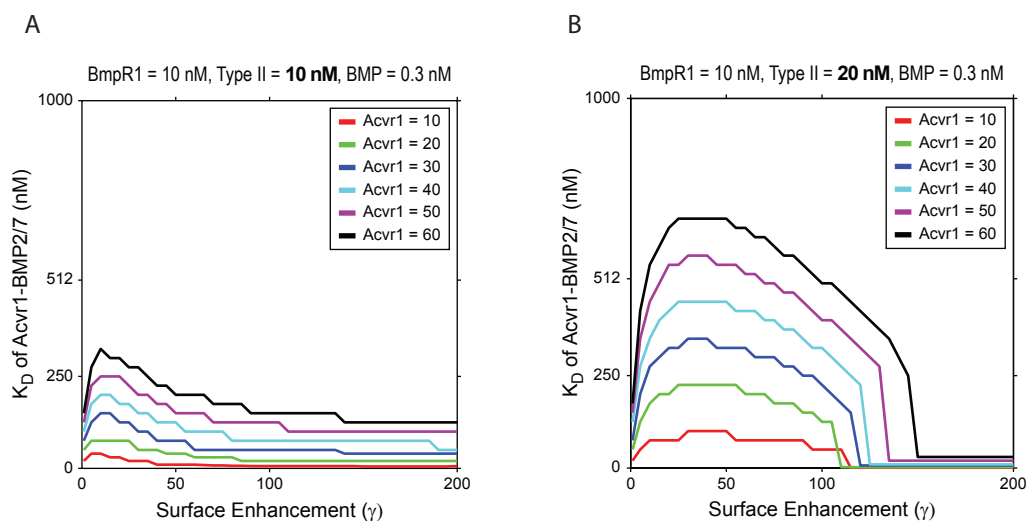 A
BmpR1 = 10 nM, Type II = 10 nM, BMP = 0.3 nM
1000
512
250
0
K_D of Acvr1-BMP2/7 (nM)
Acvr1 = 10
Acvr1 = 20
Acvr1 = 30
Acvr1 = 40
Acvr1 = 50
Acvr1 = 60
0 50 100 150 200
Surface Enhancement (γ)
B
BmpR1 = 10 nM, Type II = 20 nM, BMP = 0.3 nM
1000
512
250
0
K_D of Acvr1-BMP2/7 (nM)
Acvr1 = 10
Acvr1 = 20
Acvr1 = 30
Acvr1 = 40
Acvr1 = 50
Acvr1 = 60
0 50 100 150 200
Surface Enhancement (γ)